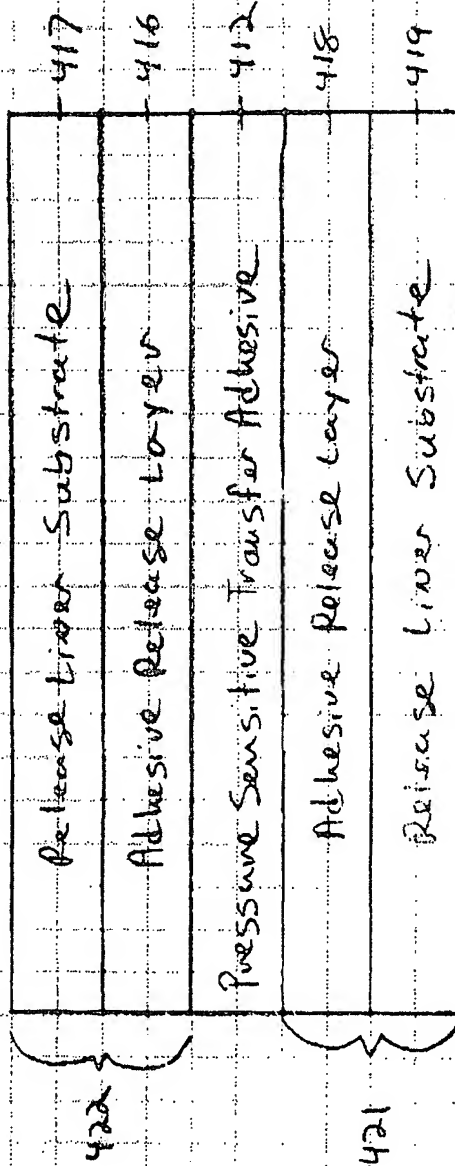 Release Liner Substrate 417
Adhesive Release Layer 416
422
Pressure Sensitive Transfer Adhesive 412
Adhesive Release Layer 418
Release Liner Substrate 419
421